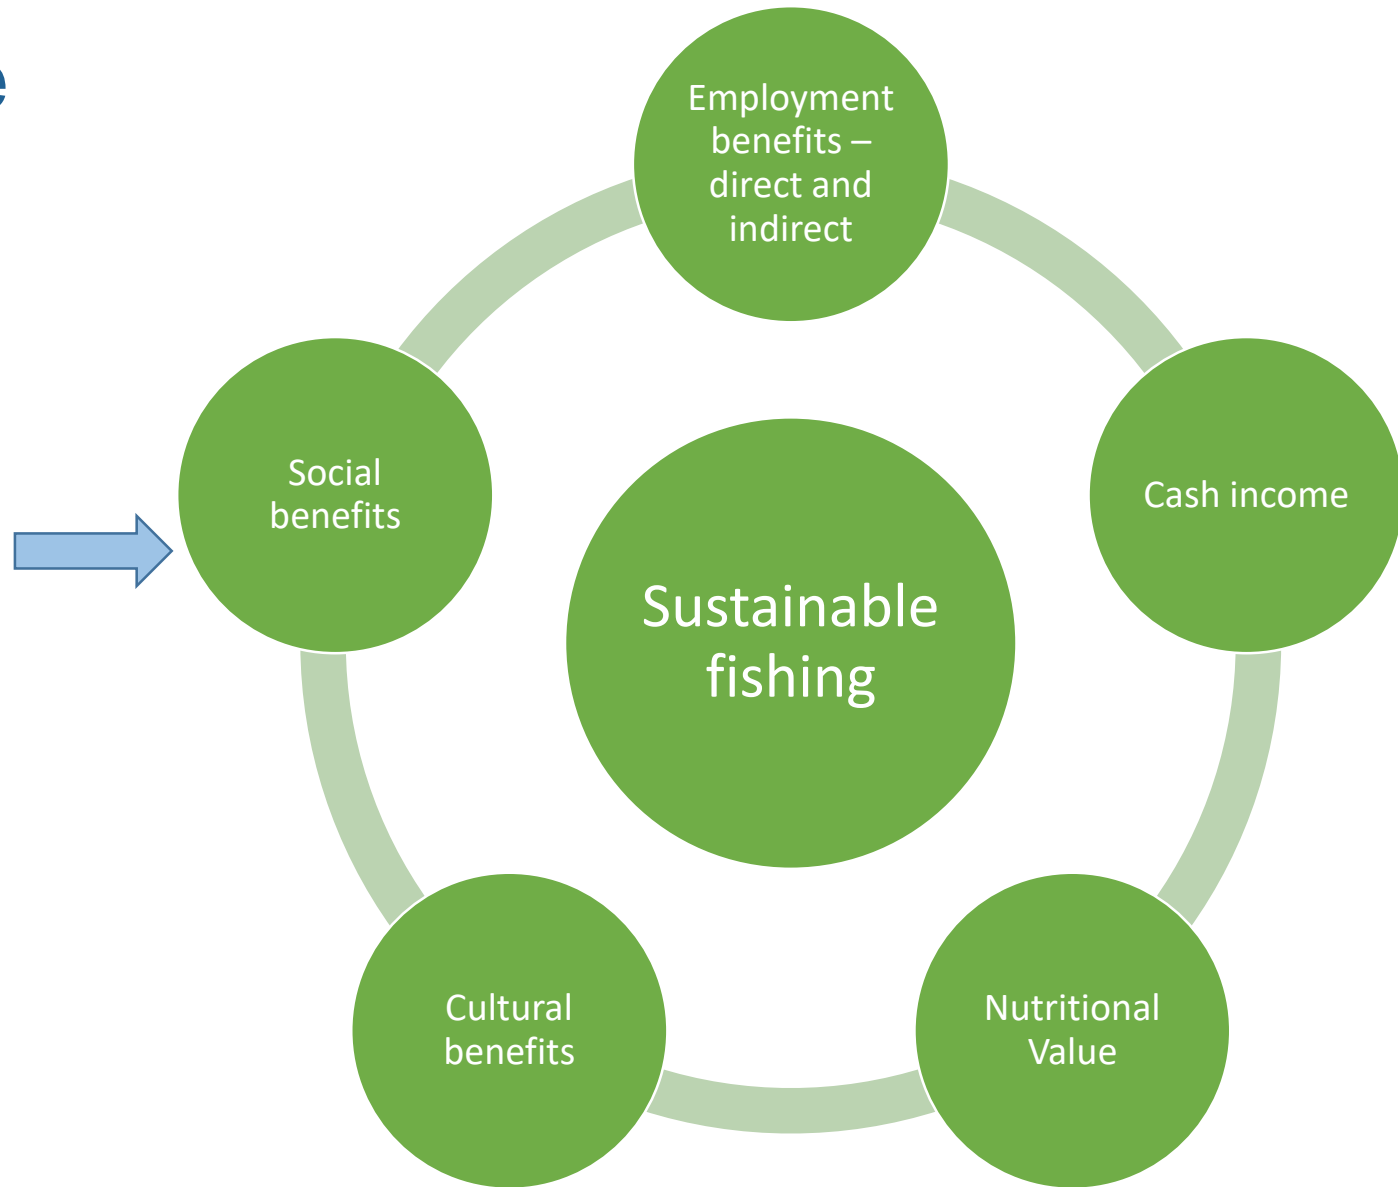 e
Employment
benefits –
direct and
indirect
Social
benefits
Cash income
Sustainable
fishing
Cultural
benefits
Nutritional
Value